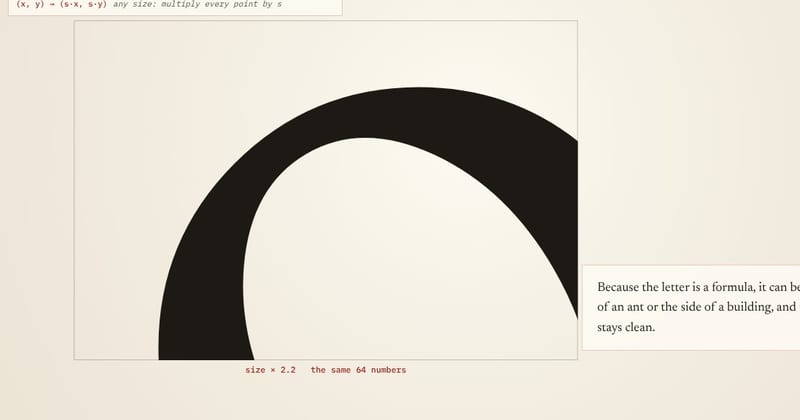 (x, y) → (s·x, s·y) any size: multiply every point by s
Because the letter is a formula, it can be
of an ant or the side of a building, and
stays clean.
size × 2.2 the same 64 numbers